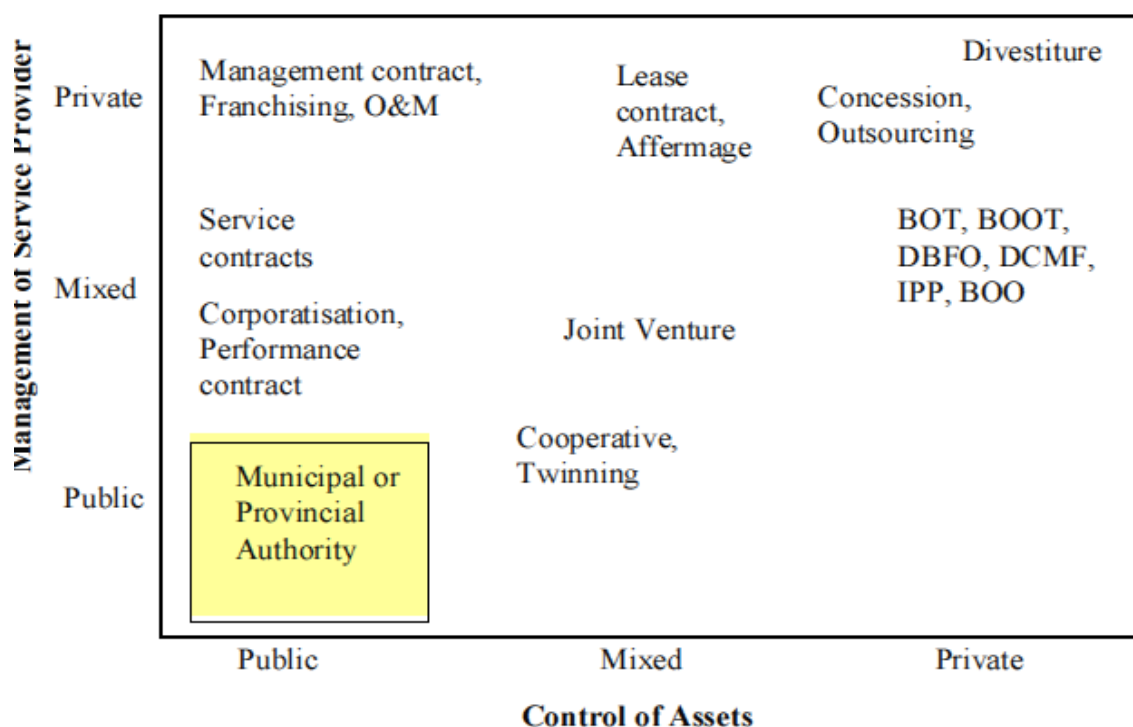 Management of Service Provider
Private
Mixed
Public
Management contract,
Franchising, O&M
Lease
contract,
Affermage
Divestiture
Concession,
Outsourcing
Service
contracts
BOT, BOOT,
DBFO, DCMF,
IPP, BOO
Corporatisation,
Performance
contract
Joint Venture
Cooperative,
Twinning
Municipal or
Provincial
Authority
Public
Mixed
Private
Control of Assets